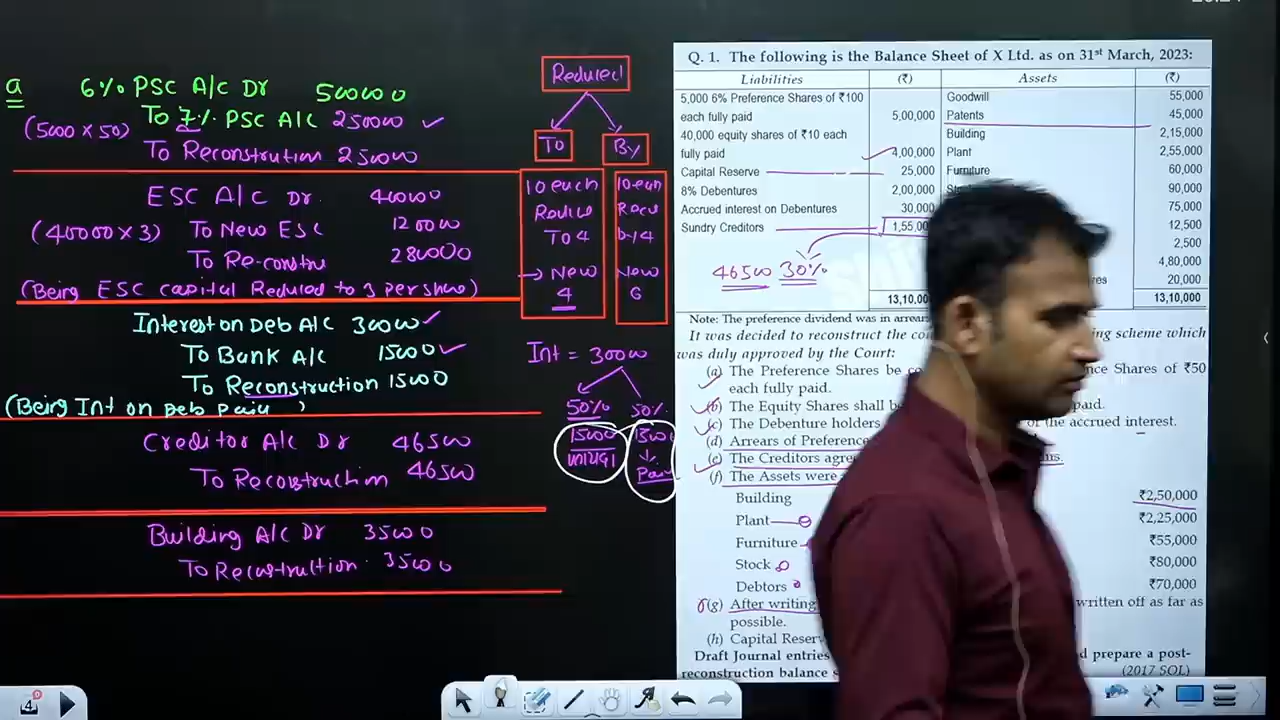 a
6% PSC A/C Dr 500000
(5000 x 50) To 7% PSC A/C 250000
To Reconstrution 250000
ESC A/C Dr. 400000
(40000 x 3) To New ESC 120000
To Re-constru 280000
(Being ESC capital Reduced to 3 per share)
Interest on Deb A/C 30000
To Bank A/C 15000
To Reconstruction 15000
(Being Int on Deb paid )
Creditor A/C Dr 46500
To Reconstruction 46500
Building A/C Dr 35000
To Reconstruction 35000
Reduced
To By
10 each
Reduce
To 4
New
4
10 each
by 4
New
6
Int = 30000
50% 50%
15000
Paid
Q. 1. The following is the Balance Sheet of X Ltd. as on 31st March, 2023:
Liabilities (₹) Assets (₹)
5,000 6% Preference Shares of ₹100 Goodwill 55,000
each fully paid 5,00,000 Patents 45,000
40,000 equity shares of ₹10 each Building 2,15,000
fully paid 4,00,000 Plant 2,55,000
Capital Reserve 25,000 Furniture 60,000
8% Debentures 2,00,000 90,000
Accrued interest on Debentures 30,000 75,000
Sundry Creditors 1,55,00 12,500
2,500
46500 30% 4,80,000
20,000
13,10,00 13,10,000
Note: The preference dividend was in arrears
It was decided to reconstruct the scheme which
was duly approved by the Court:
(a) The Preference Shares be Shares of ₹50
each fully paid.
(b) The Equity Shares shall be paid.
(c) The Debenture holders of the accrued interest.
(d) Arrears of Preference
(e) The Creditors agree
(f) The Assets were
Building ₹2,50,000
Plant ₹2,25,000
Furniture ₹55,000
Stock ₹80,000
Debtors ₹70,000
(g) After writing written off as far as
possible.
(h) Capital Reserv
Draft Journal entries prepare a post-
reconstruction balance (2017 SOL)
4